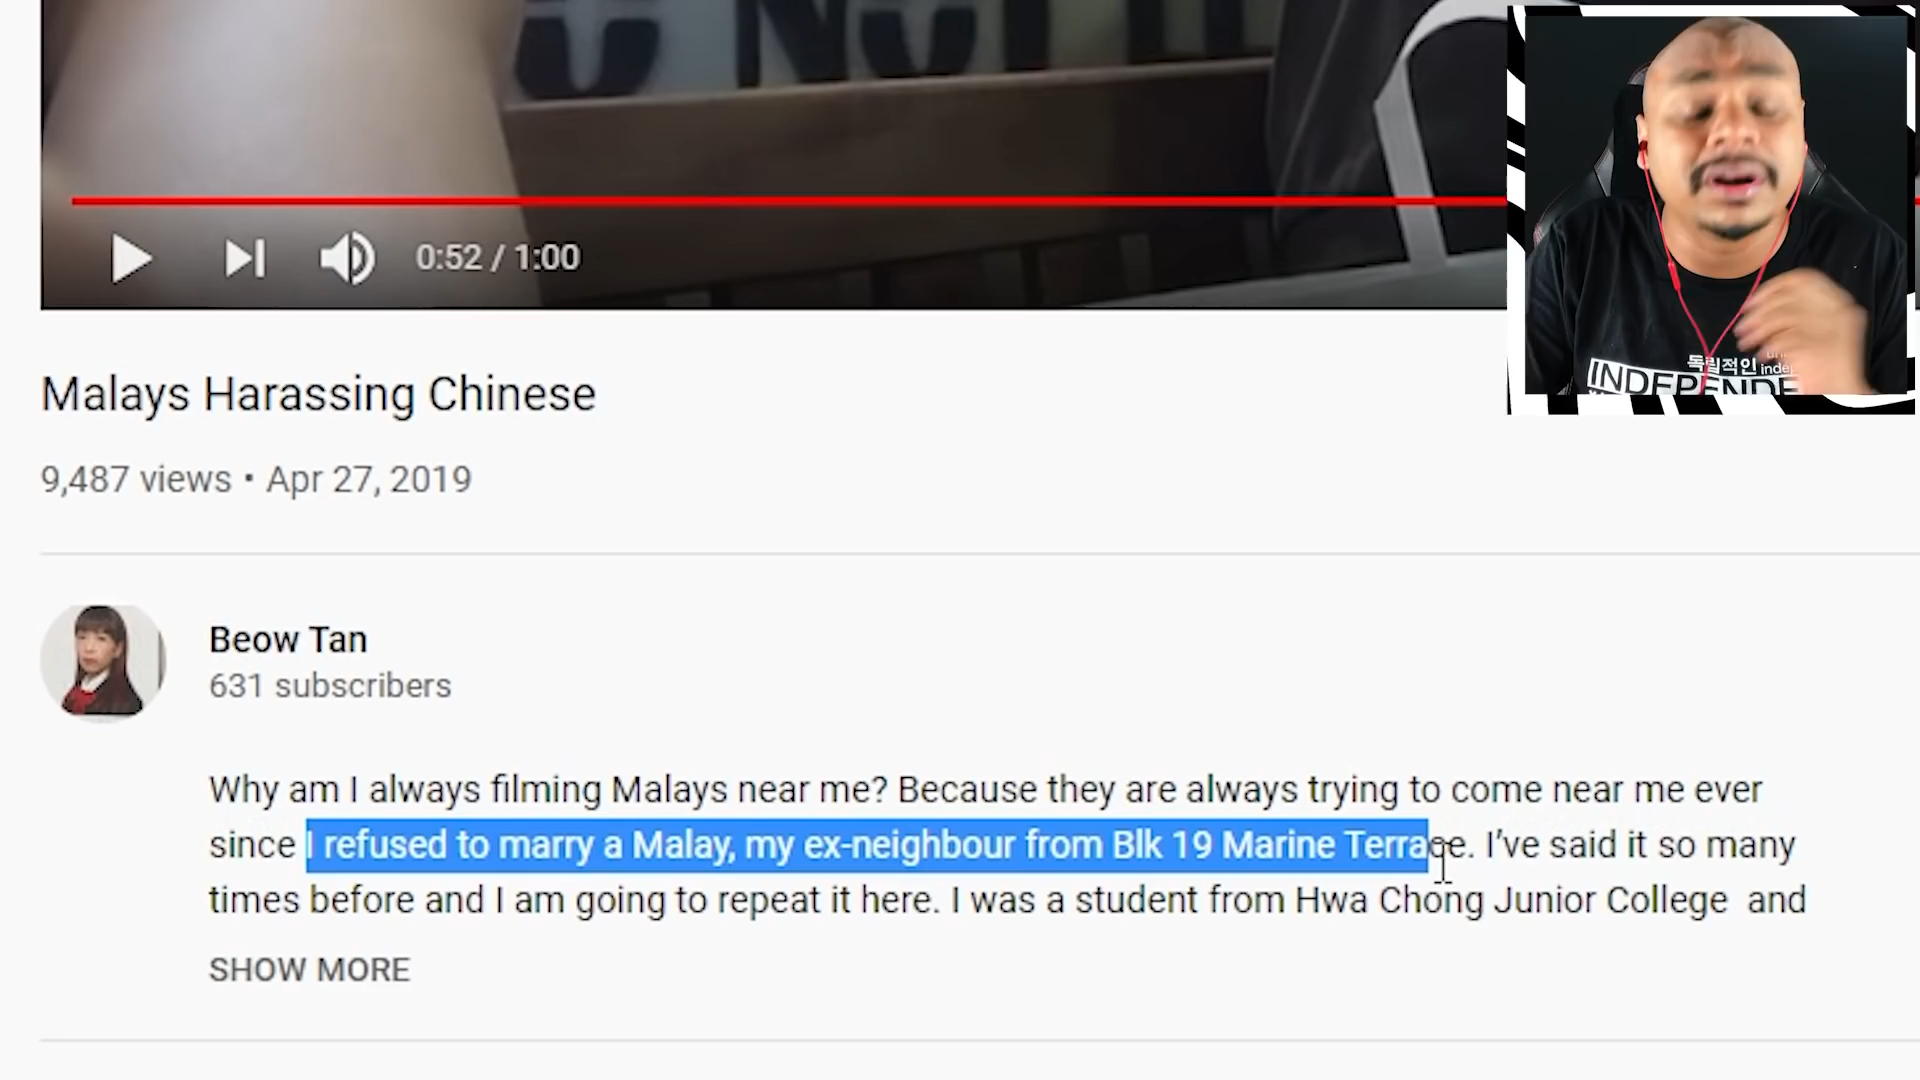 0:52 / 1:00
독립적인
INDEPENDE
Malays Harassing Chinese
9,487 views • Apr 27, 2019
Beow Tan
631 subscribers
Why am I always filming Malays near me? Because they are always trying to come near me ever
since I refused to marry a Malay, my ex-neighbour from Blk 19 Marine Terrace. I've said it so many
times before and I am going to repeat it here. I was a student from Hwa Chong Junior College and
SHOW MORE